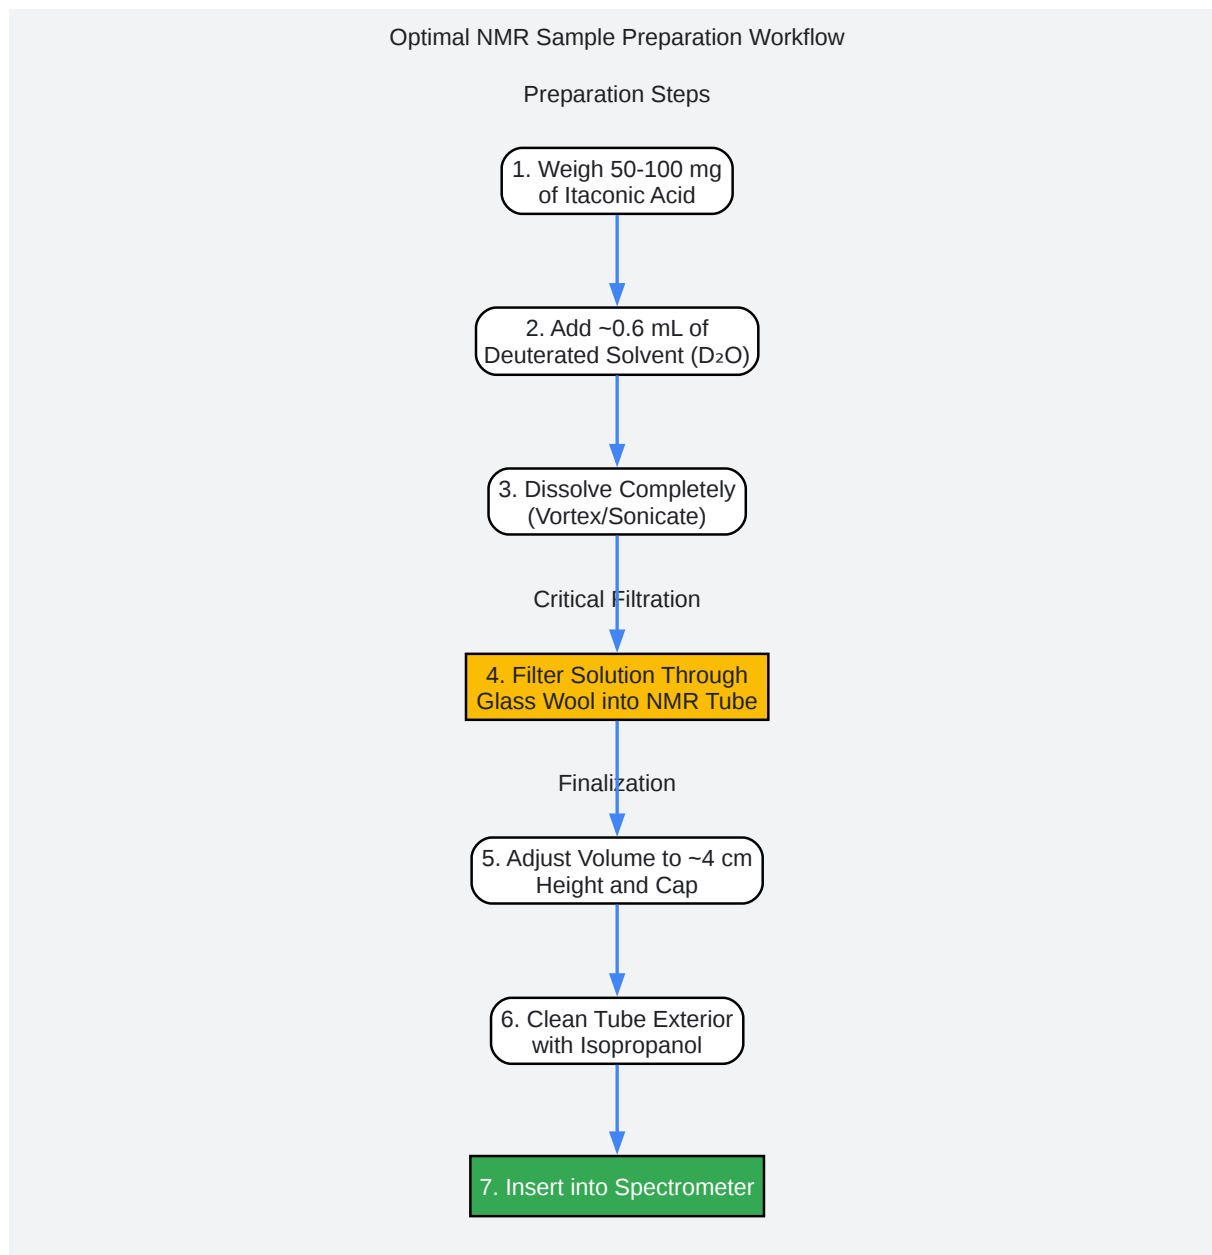 Optimal NMR Sample Preparation Workflow
Preparation Steps
1. Weigh 50-100 mg
of Itaconic Acid
2. Add ~0.6 mL of
Deuterated Solvent (D₂O)
3. Dissolve Completely
(Vortex/Sonicate)
Critical Filtration
4. Filter Solution Through
Glass Wool into NMR Tube
Finalization
5. Adjust Volume to ~4 cm
Height and Cap
6. Clean Tube Exterior
with Isopropanol
7. Insert into Spectrometer